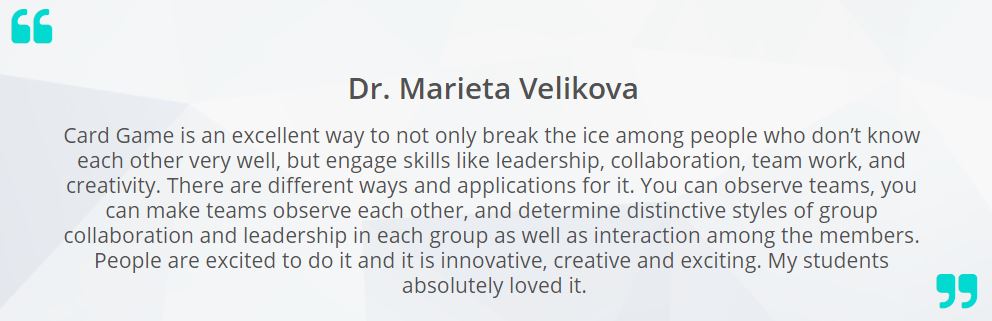 Dr. Marieta Velikova
Card Game is an excellent way to not only break the ice among people who don’t know
each other very well, but engage skills like leadership, collaboration, team work, and
creativity. There are different ways and applications for it. You can observe teams, you
can make teams observe each other, and determine distinctive styles of group
collaboration and leadership in each group as well as interaction among the members.
People are excited to do it and it is innovative, creative and exciting. My students
absolutely loved it.